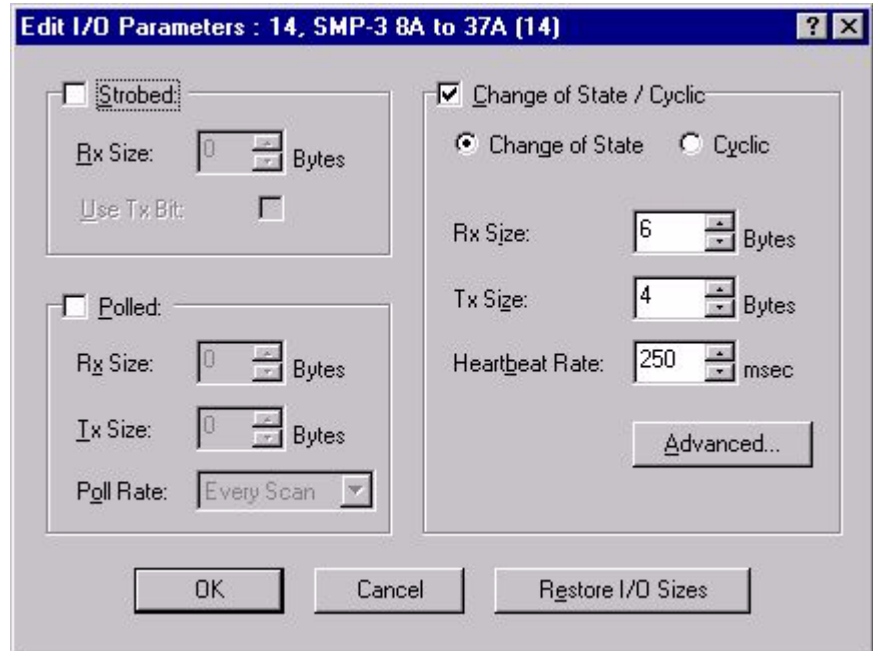 Edit I/O Parameters : 14, SMP-3 8A to 37A (14)
Strobed:
Rx Size: 0 Bytes
Use Tx Bit:
Polled:
Rx Size: 0 Bytes
Tx Size: 0 Bytes
Poll Rate: Every Scan
Change of State / Cyclic
Change of State Cyclic
Rx Size: 6 Bytes
Tx Size: 4 Bytes
Heartbeat Rate: 250 msec
Advanced...
OK Cancel Restore I/O Sizes